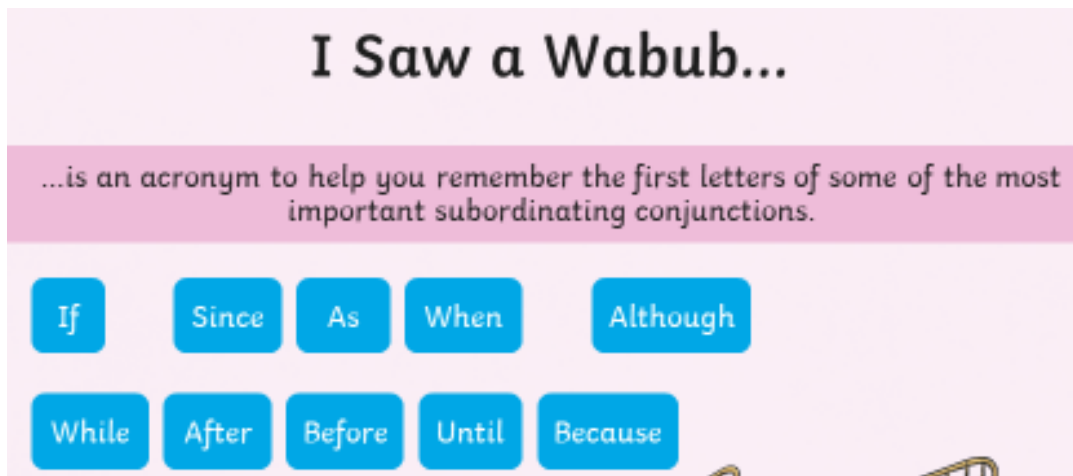 I Saw a Wabub...
...is an acronym to help you remember the first letters of some of the most
important subordinating conjunctions.
If Since As When Although
While After Before Until Because